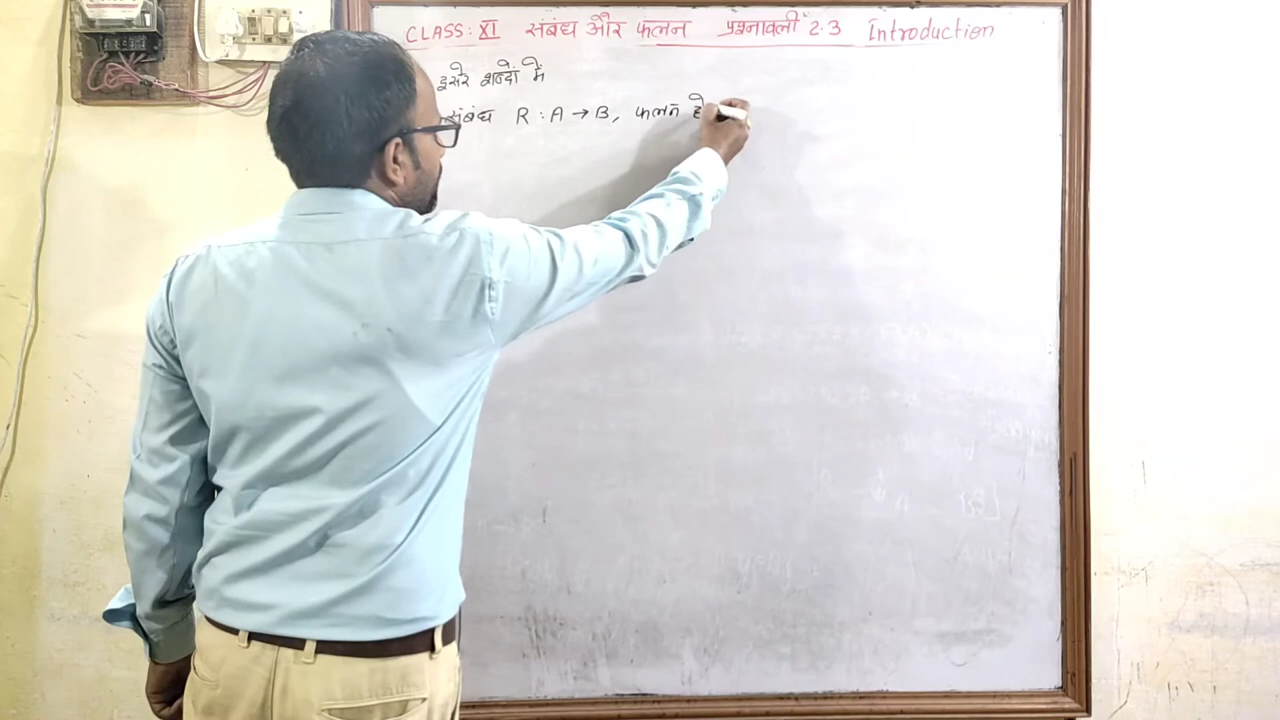 CLASS: XI संबंध और फलन प्रश्नावली 2.3 Introduction
दुसरे शब्दों में
संबंध R : A → B, फलन है